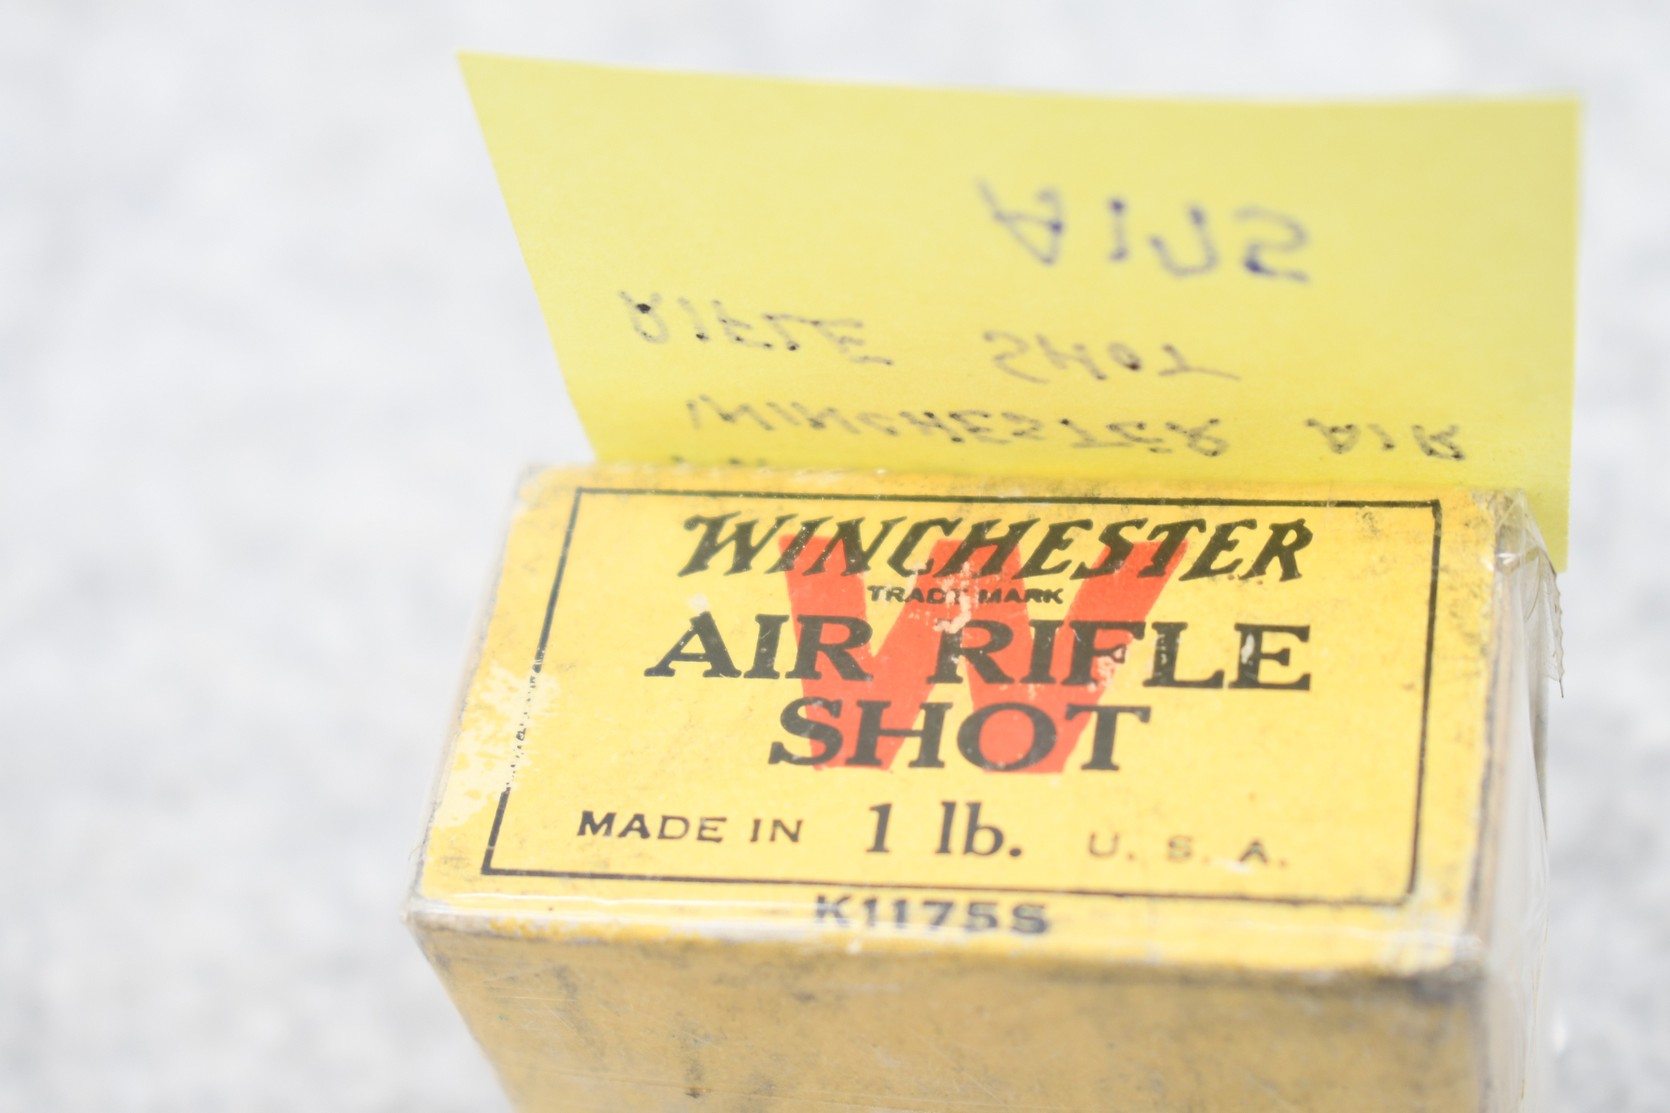 WINCHESTER AIR
RIFLE SHOT
WINCHESTER
TRADE MARK
AIR RIFLE
SHOT
MADE IN 1 lb. U. S. A.
K1175S